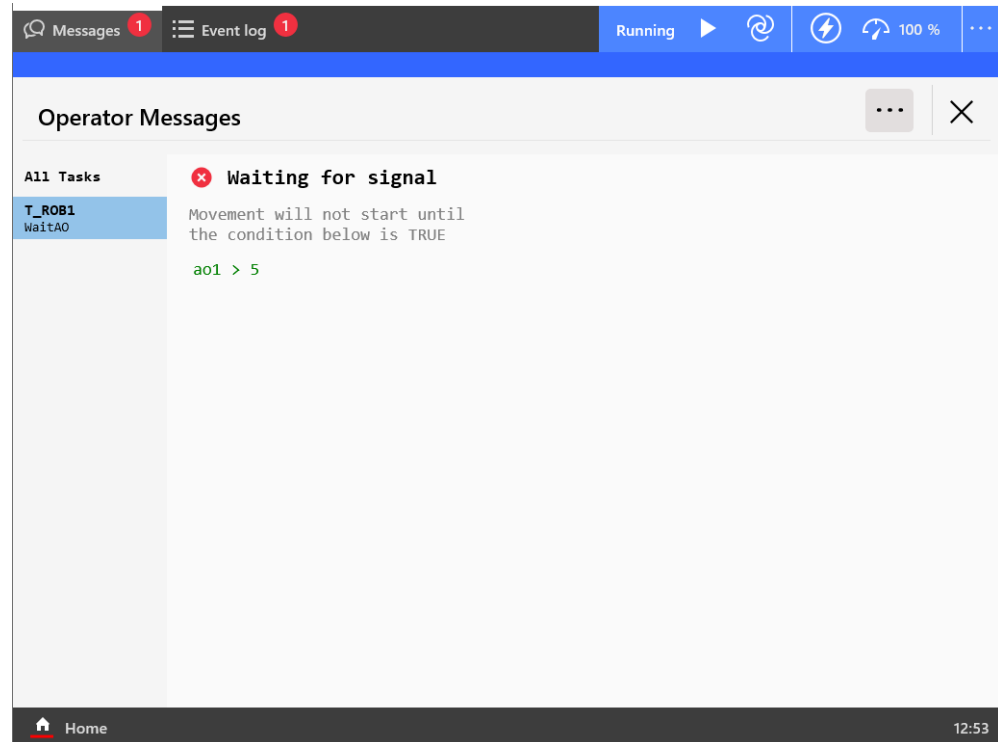 Messages 1 Event log 1 Running 100 % ...
Operator Messages ...
All Tasks
T_ROB1
WaitAO
Waiting for signal
Movement will not start until
the condition below is TRUE
ao1 > 5
Home 12:53